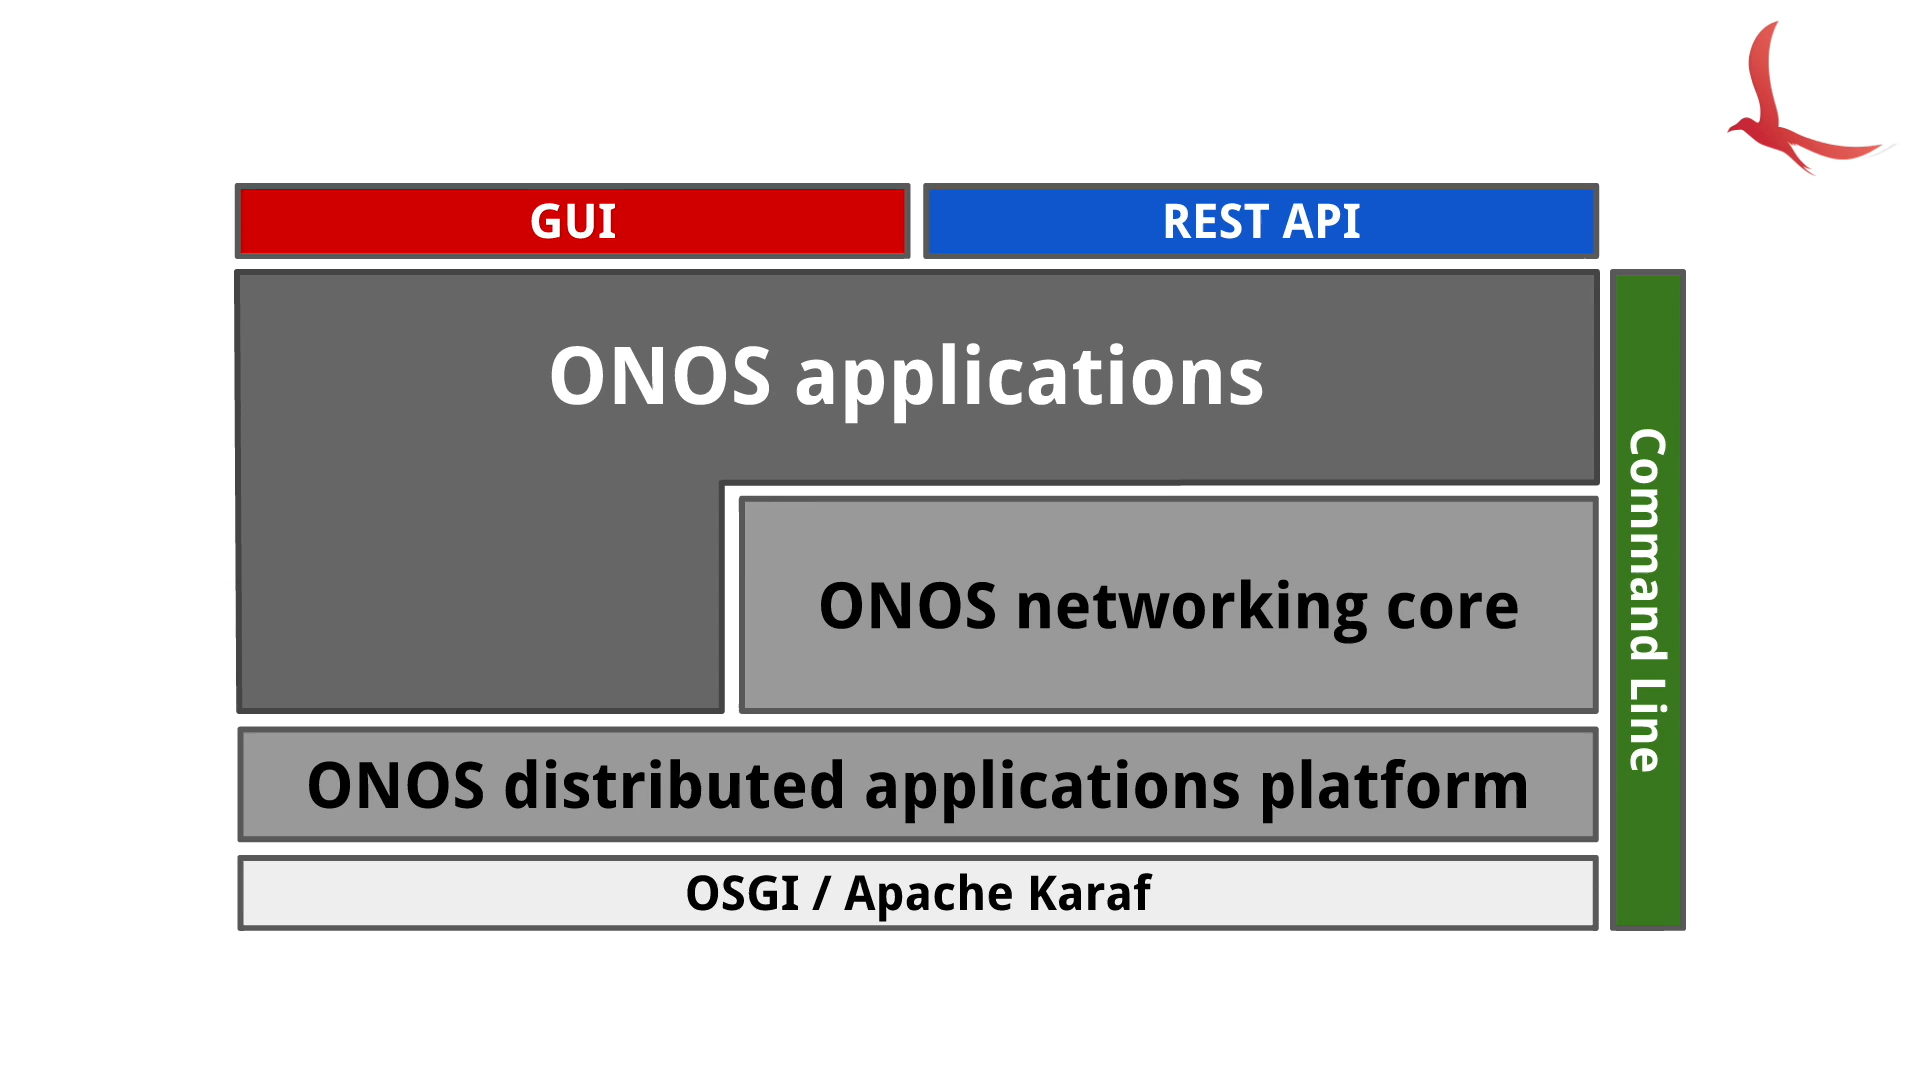 GUI
REST API
ONOS applications
ONOS networking core
Command Line
ONOS distributed applications platform
OSGI / Apache Karaf